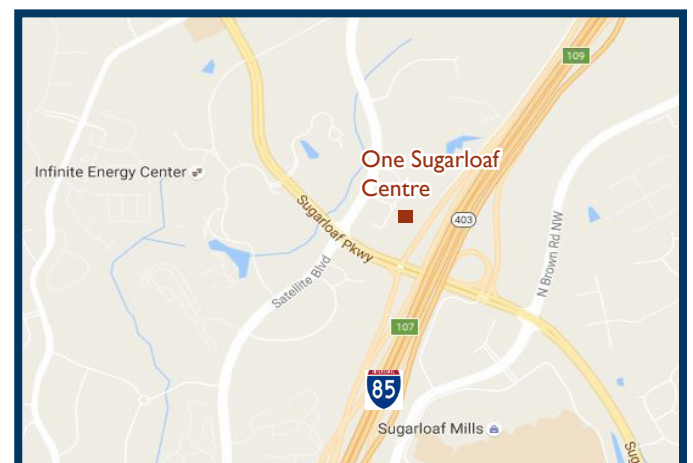 109
One Sugarloaf
Centre
Infinite Energy Center
Sugarloaf Pkwy
403
N Brown Rd NW
Satellite Blvd
107
85
Sugarloaf Mills
Sug